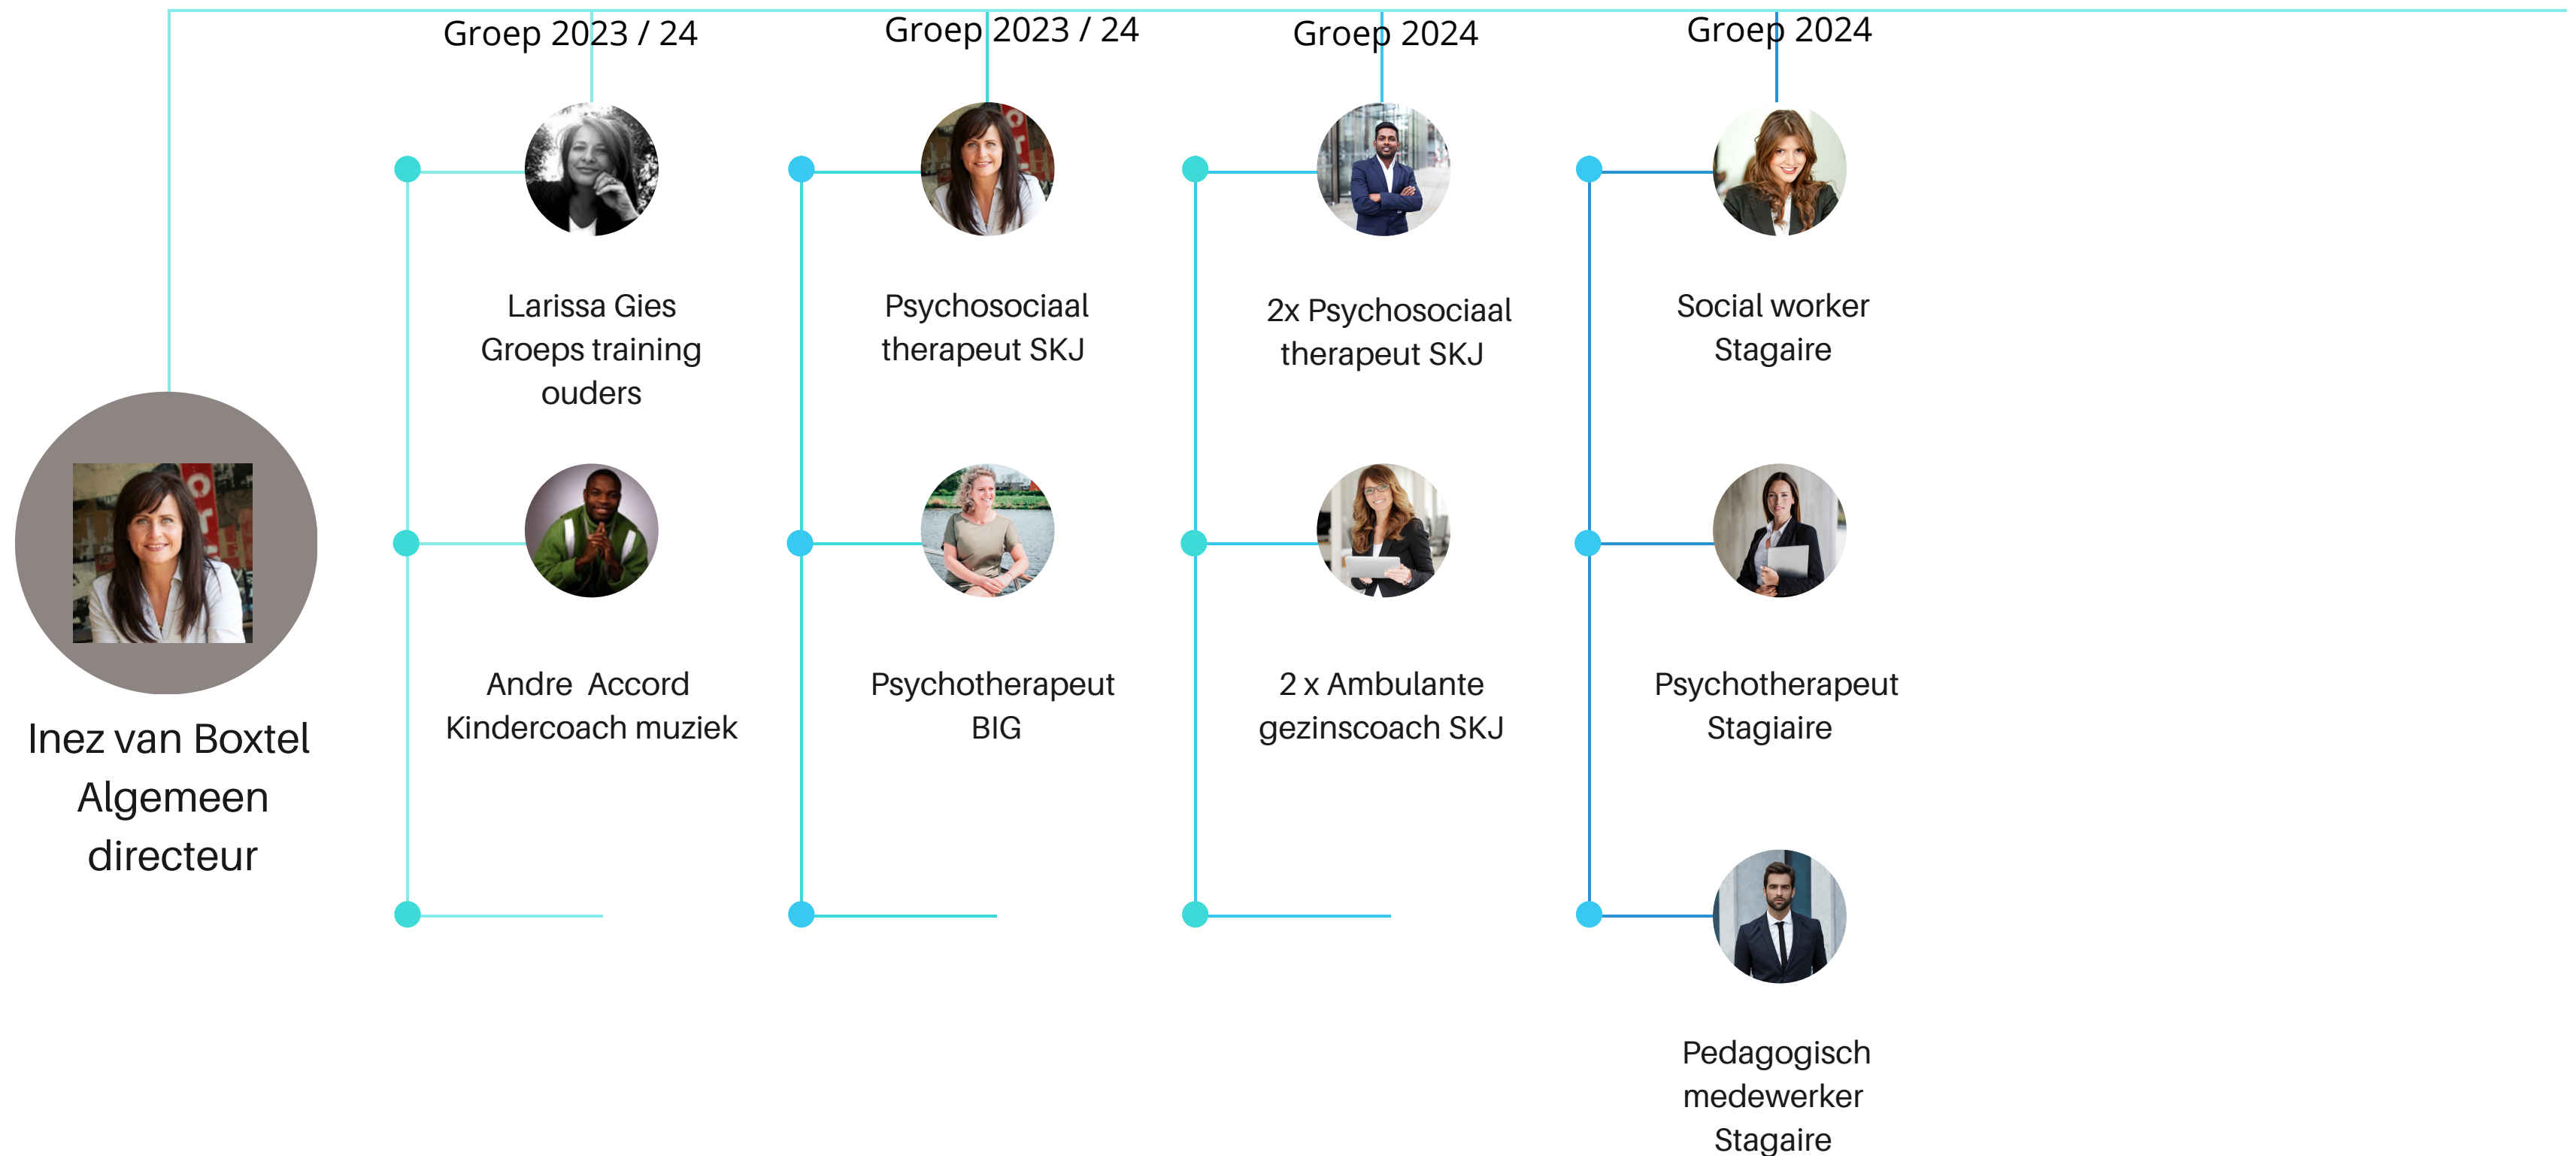 Groep 2023 / 24
Groep 2023 / 24
Groep 2024
Groep 2024
Larissa Gies
Groeps training
ouders
Psychosociaal
therapeut SKJ
2x Psychosociaal
therapeut SKJ
Social worker
Stagaire
Andre  Accord
Kindercoach muziek
Psychotherapeut
BIG
2 x Ambulante
gezinscoach SKJ
Psychotherapeut
Stagiaire
Inez van Boxtel
Algemeen
directeur
Pedagogisch
medewerker
Stagaire